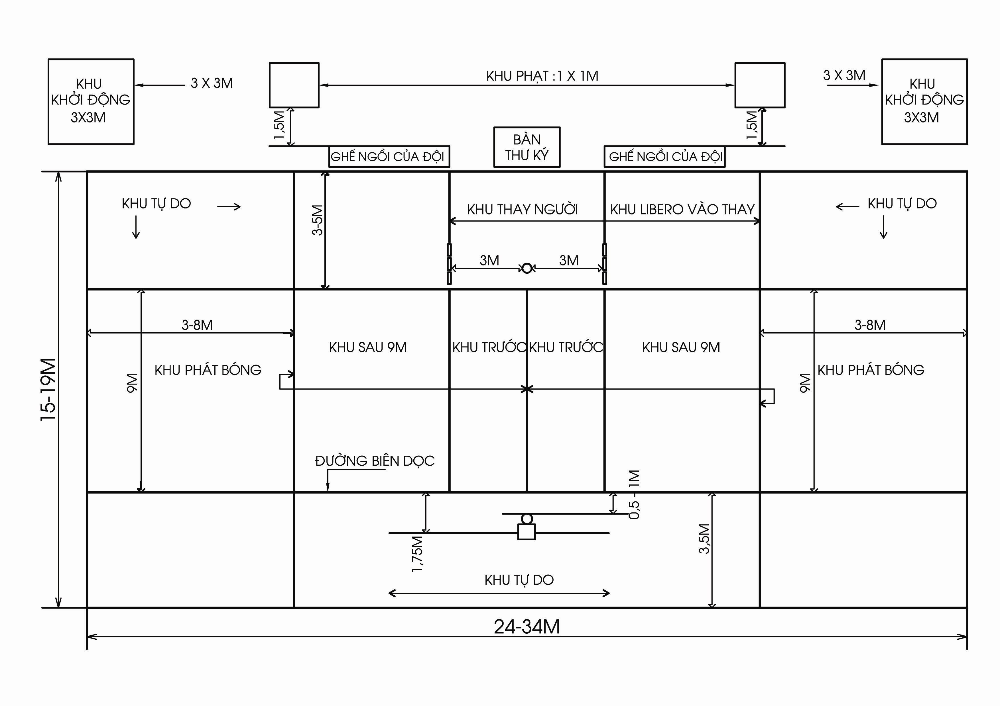 KHU
KHỞI ĐỘNG
3X3M
3 X 3M
KHU PHẠT :1 X 1M
3 X 3M
KHU
KHỞI ĐỘNG
3X3M
1,5M
1,5M
BÀN
THƯ KÝ
GHẾ NGỒI CỦA ĐỘI
GHẾ NGỒI CỦA ĐỘI
KHU TỰ DO
3-5M
KHU THAY NGƯỜI
KHU LIBERO VÀO THAY
KHU TỰ DO
3M
3M
3-8M
3-8M
KHU SAU 9M
KHU TRƯỚC
KHU TRƯỚC
KHU SAU 9M
15-19M
9M
KHU PHÁT BÓNG
9M
KHU PHÁT BÓNG
ĐƯỜNG BIÊN DỌC
0,5 - 1M
1,75M
3,5M
KHU TỰ DO
24-34M